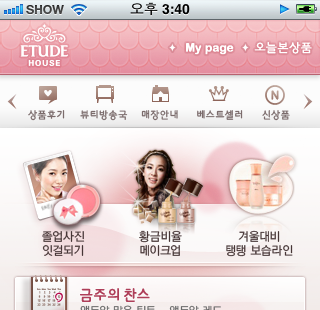 SHOW 오후 3:40
ETUDE
HOUSE
My page 오늘본상품
상품후기 뷰티방송국 매장안내 베스트셀러 신상품
졸업사진
잇걸되기
황금비율
메이크업
겨울대비
탱탱 보습라인
금주의 찬스